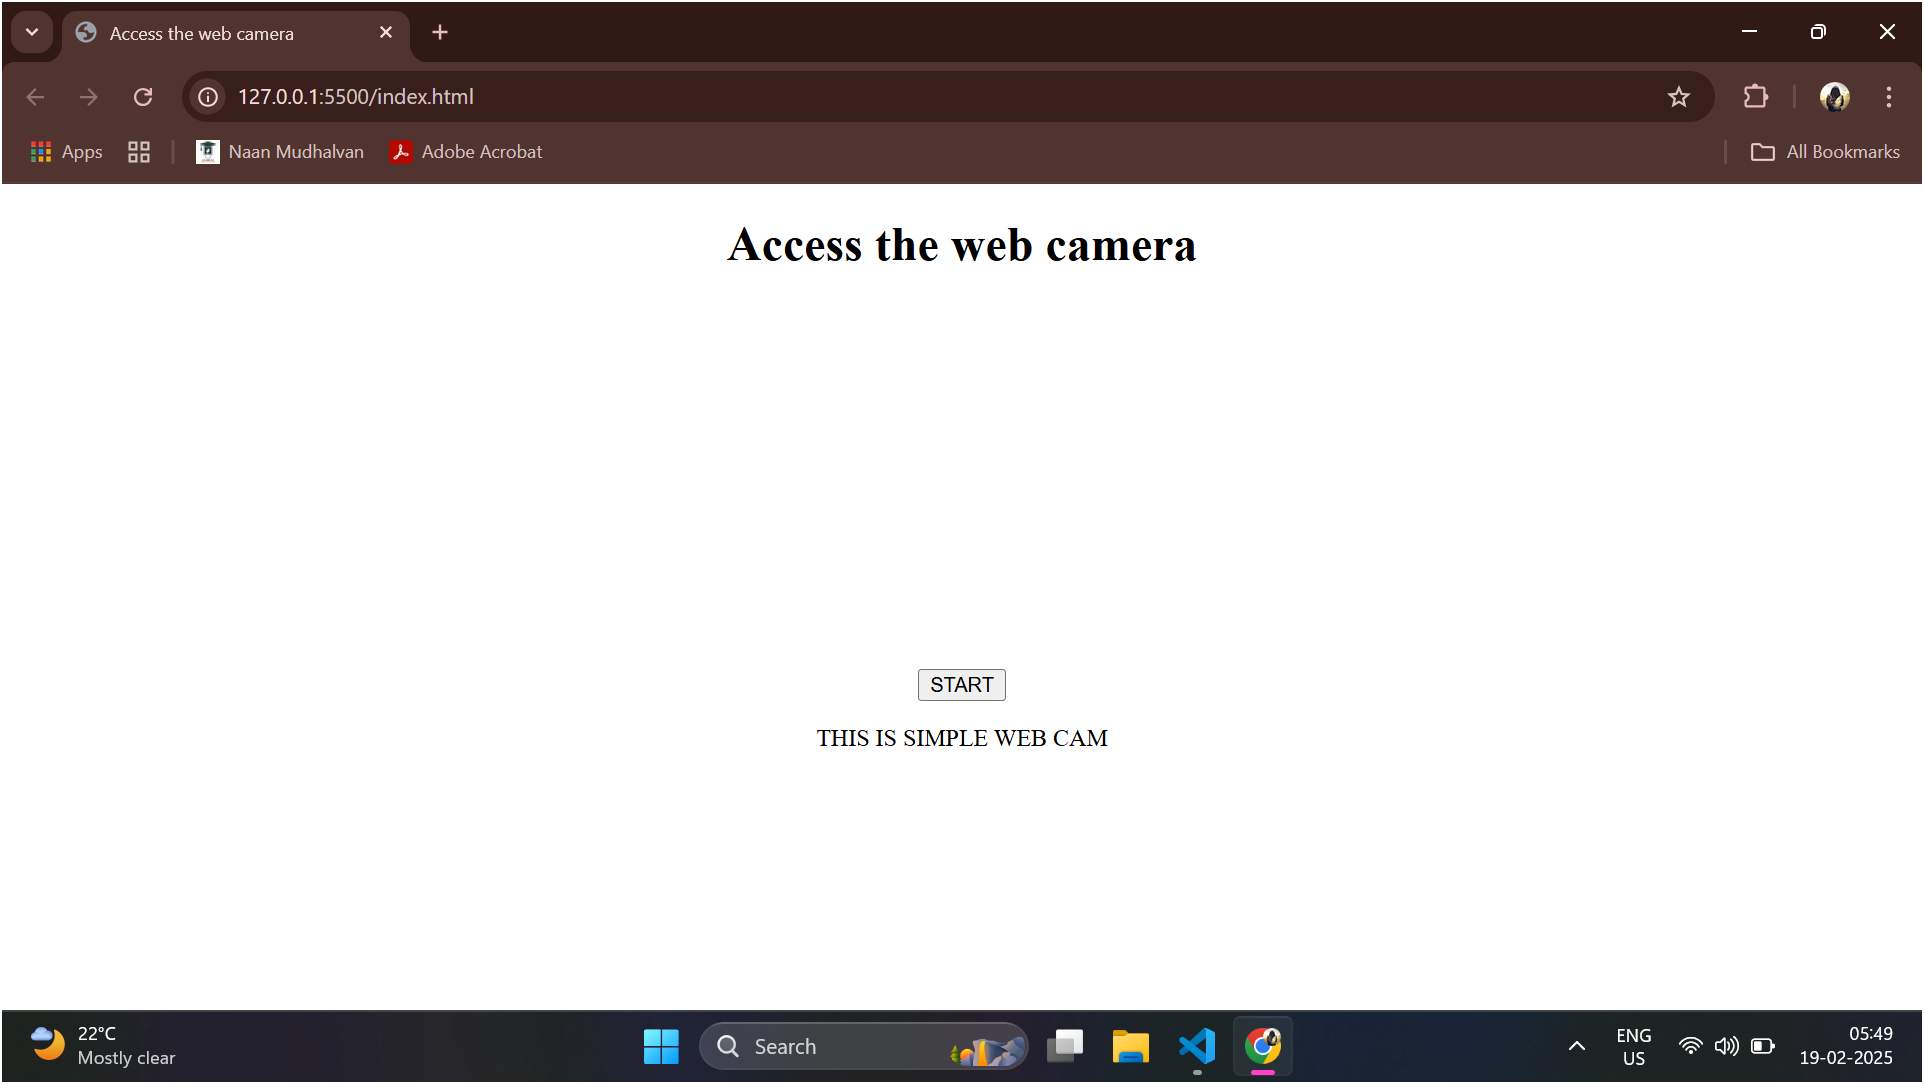 Access the web camera
127.0.0.1:5500/index.html
Apps
Naan Mudhalvan
Adobe Acrobat
All Bookmarks
Access the web camera
START
THIS IS SIMPLE WEB CAM
22°C
Mostly clear
Search
ENG
US
05:49
19-02-2025